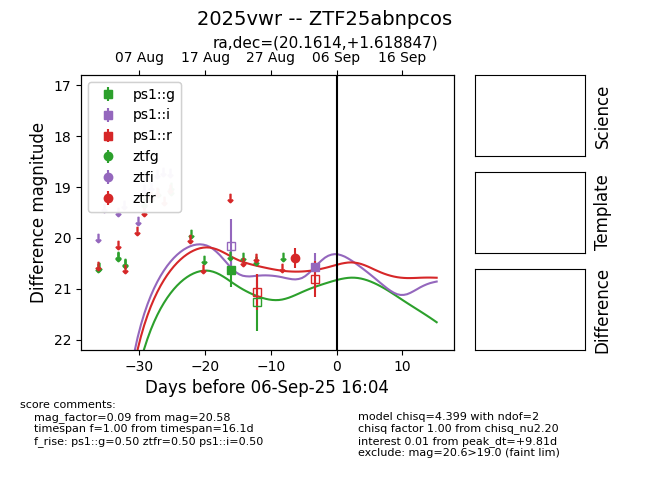 2025vwr -- ZTF25abnpcos
ra,dec=(20.1614,+1.618847)
07 Aug 17 Aug 27 Aug 06 Sep 16 Sep
ps1::g
ps1::i
ps1::r
ztfg
ztfi
ztfr
17
18
19
20
21
22
Difference magnitude
−30 −20 −10 0 10
Days before 06-Sep-25 16:04
Science
Template
Difference
score comments:
mag_factor=0.09 from mag=20.58
timespan f=1.00 from timespan=16.1d
f_rise: ps1::g=0.50 ztfr=0.50 ps1::i=0.50
model chisq=4.399 with ndof=2
chisq factor 1.00 from chisq_nu2.20
interest 0.01 from peak_dt=+9.81d
exclude: mag=20.6>19.0 (faint lim)